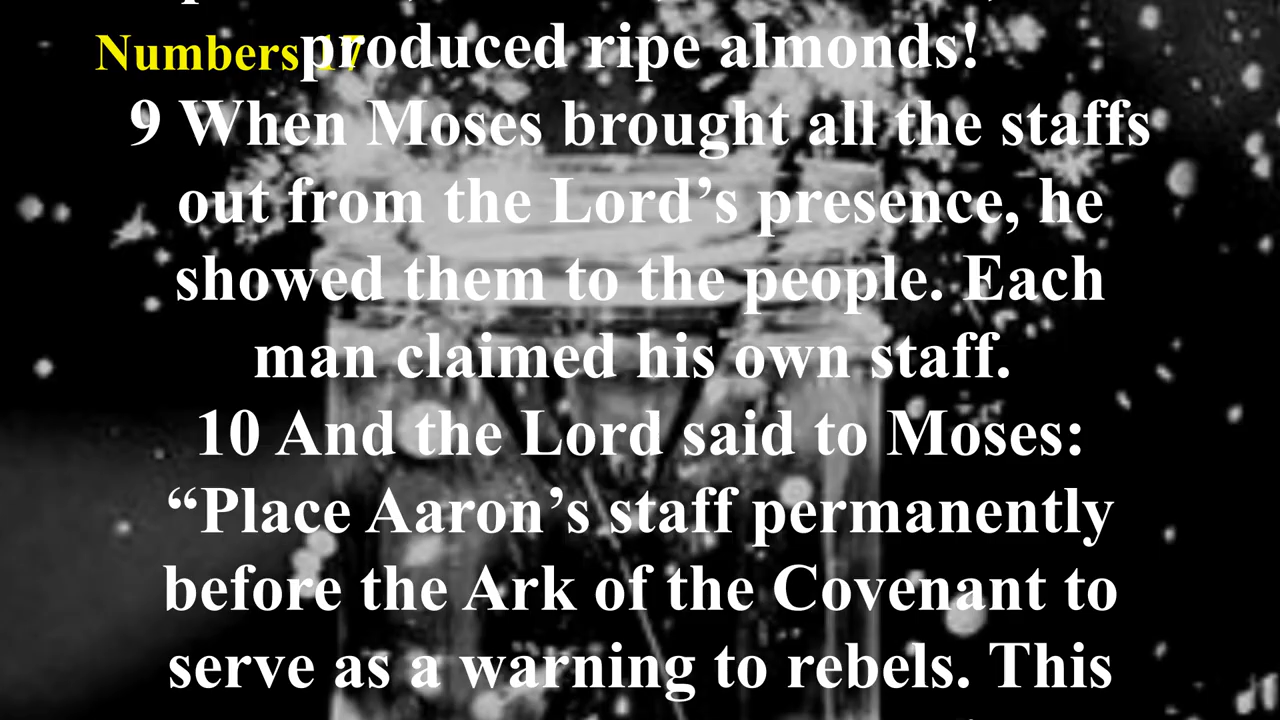 Numbers 17
produced ripe almonds!
9 When Moses brought all the staffs
out from the Lord’s presence, he
showed them to the people. Each
man claimed his own staff.
10 And the Lord said to Moses:
“Place Aaron’s staff permanently
before the Ark of the Covenant to
serve as a warning to rebels. This